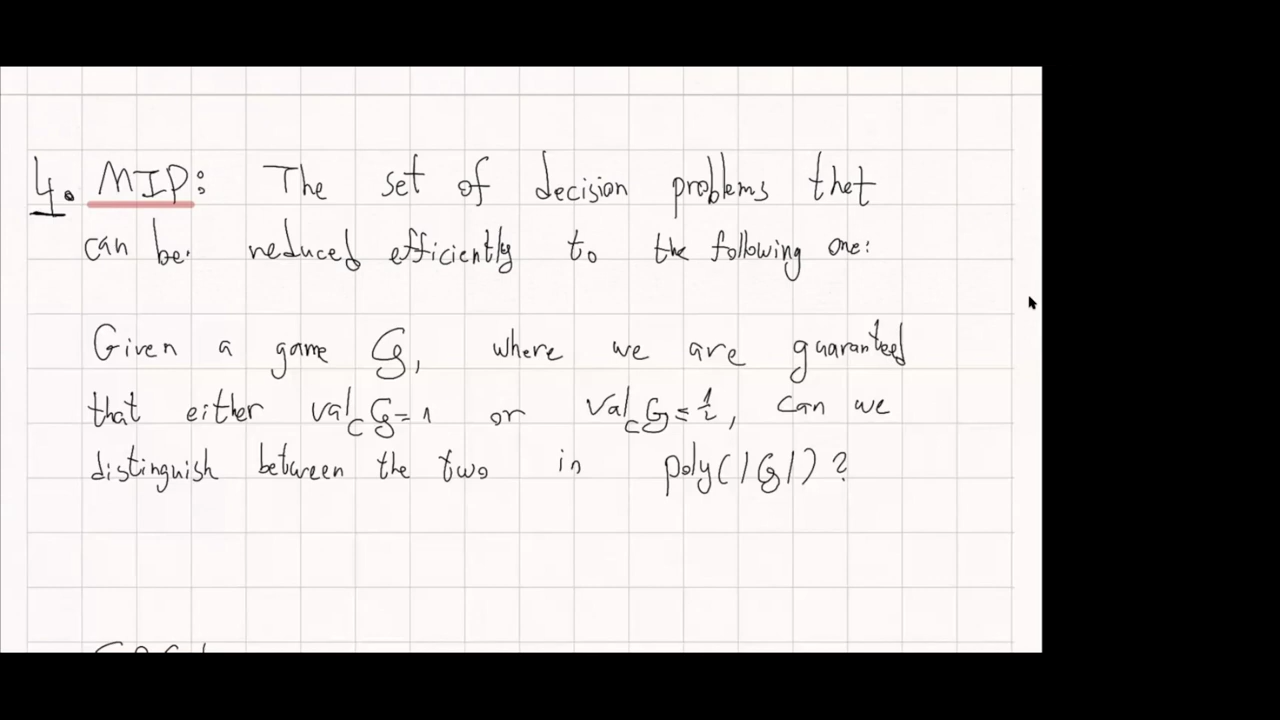 4. MIP: The set of decision problems thet
can be reduced efficiently to the following one:
Given a game G, where we are guaranteed
that either val_c G = 1 or val_c G ≤ 1/2, can we
distinguish between the two in poly(|G|)?